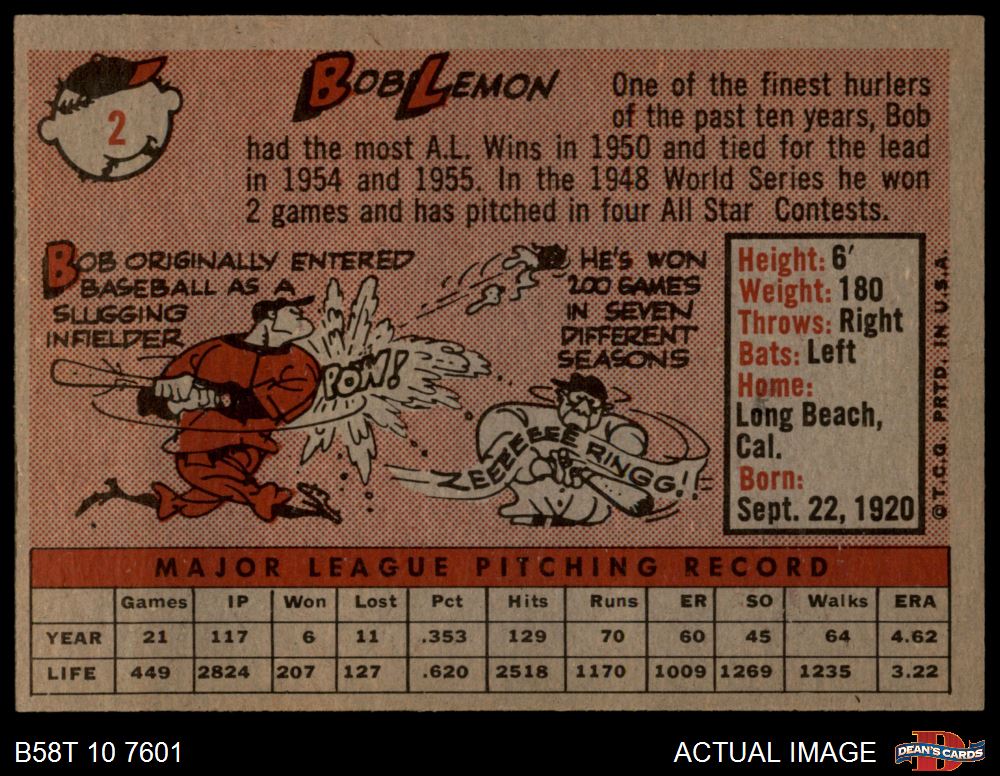 2
BOB LEMON
One of the finest hurlers
of the past ten years, Bob
had the most A.L. Wins in 1950 and tied for the lead
in 1954 and 1955. In the 1948 World Series he won
2 games and has pitched in four All Star Contests.
BOB ORIGINALLY ENTERED
BASEBALL AS A
SLUGGING
INFIELDER
POW!
HE'S WON
200 GAMES
IN SEVEN
DIFFERENT
SEASONS
ZEEEEEEEE RINGG!!
Height: 6'
Weight: 180
Throws: Right
Bats: Left
Home:
Long Beach,
Cal.
Born:
Sept. 22, 1920
©T.C.G. PRTD. IN U.S.A.
MAJOR LEAGUE PITCHING RECORD
Games IP Won Lost Pct Hits Runs ER SO Walks ERA
YEAR 21 117 6 11 .353 129 70 60 45 64 4.62
LIFE 449 2824 207 127 .620 2518 1170 1009 1269 1235 3.22
B58T 10 7601
ACTUAL IMAGE
DEAN'S CARDS